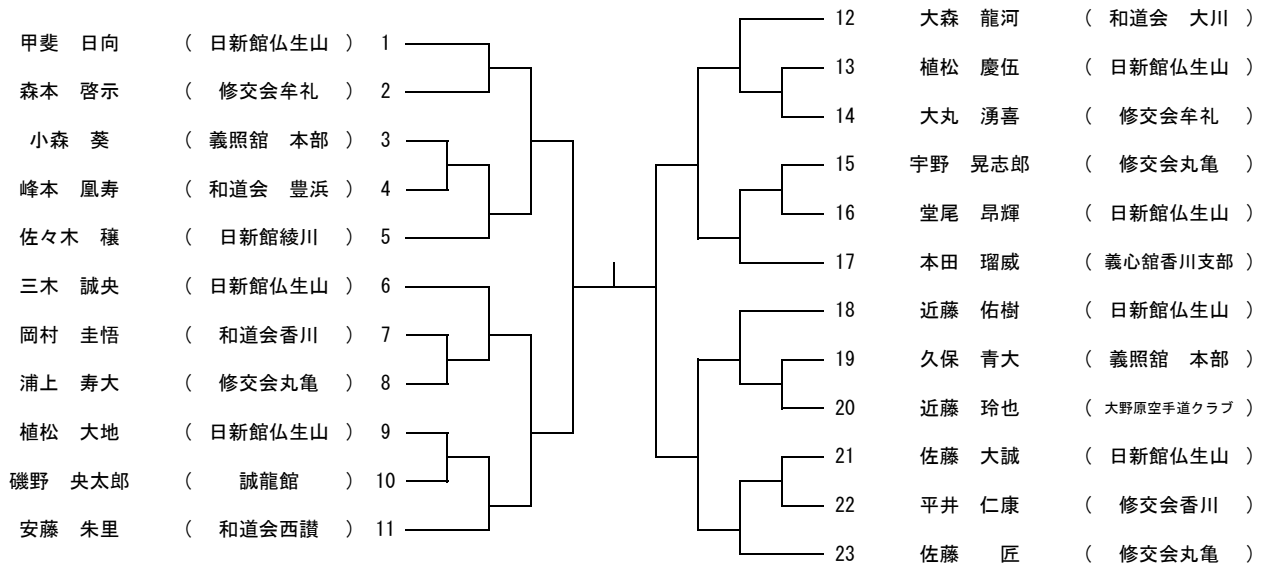 甲斐　日向　（　日新館仏生山　）　1
森本　啓示　（　修交会牟礼　）　2
小森　葵　（　義照舘　本部　）　3
峰本　凰寿　（　和道会　豊浜　）　4
佐々木　穣　（　日新館綾川　）　5
三木　誠央　（　日新館仏生山　）　6
岡村　圭悟　（　和道会香川　）　7
浦上　寿大　（　修交会丸亀　）　8
植松　大地　（　日新館仏生山　）　9
磯野　央太郎　（　誠龍館　）　10
安藤　朱里　（　和道会西讃　）　11
12　大森　龍河　（　和道会　大川　）
13　植松　慶伍　（　日新館仏生山　）
14　大丸　湧喜　（　修交会牟礼　）
15　宇野　晃志郎　（　修交会丸亀　）
16　堂尾　昂輝　（　日新館仏生山　）
17　本田　瑠威　（　義心舘香川支部　）
18　近藤　佑樹　（　日新館仏生山　）
19　久保　青大　（　義照舘　本部　）
20　近藤　玲也　（　大野原空手道クラブ　）
21　佐藤　大誠　（　日新館仏生山　）
22　平井　仁康　（　修交会香川　）
23　佐藤　　匠　（　修交会丸亀　）